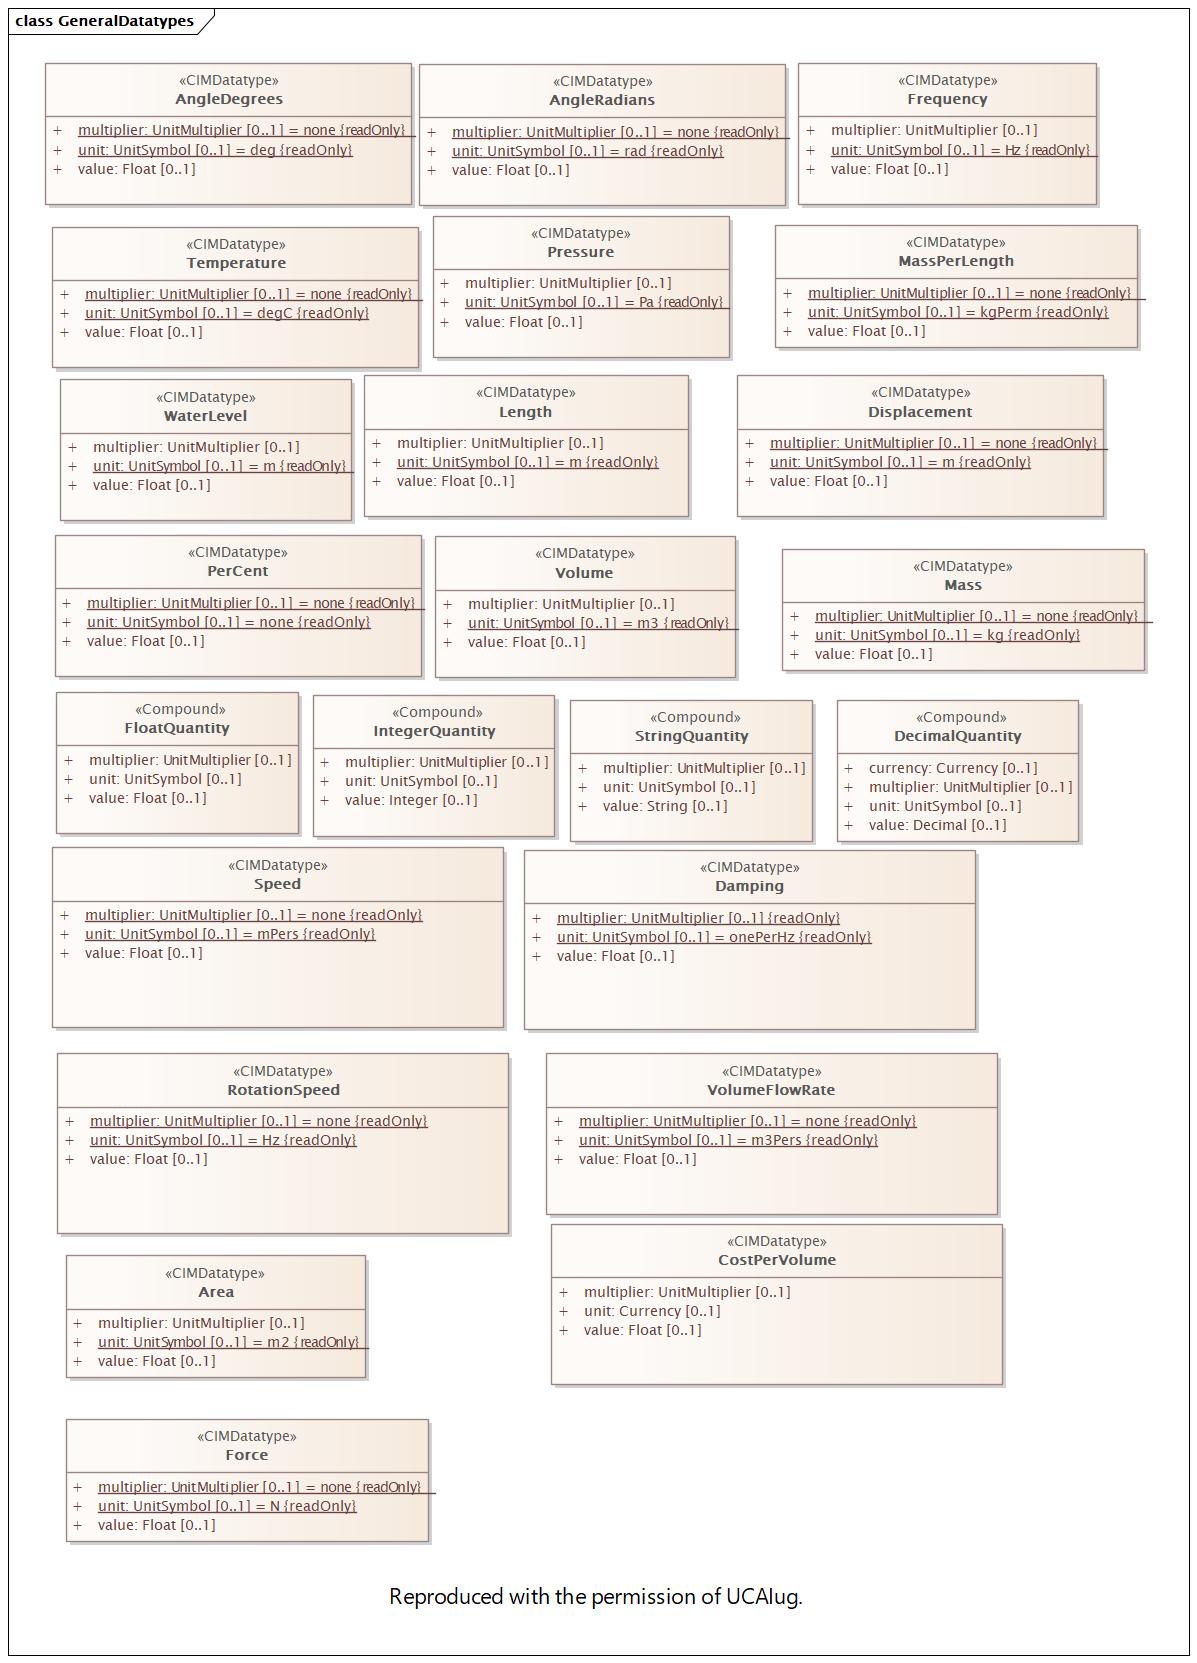 class GeneralDatatypes
«CIMDatatype»
AngleDegrees
+ multiplier: UnitMultiplier [0..1] = none {readOnly}
+ unit: UnitSymbol [0..1] = deg {readOnly}
+ value: Float [0..1]
«CIMDatatype»
AngleRadians
+ multiplier: UnitMultiplier [0..1] = none {readOnly}
+ unit: UnitSymbol [0..1] = rad {readOnly}
+ value: Float [0..1]
«CIMDatatype»
Frequency
+ multiplier: UnitMultiplier [0..1]
+ unit: UnitSymbol [0..1] = Hz {readOnly}
+ value: Float [0..1]
«CIMDatatype»
Temperature
+ multiplier: UnitMultiplier [0..1] = none {readOnly}
+ unit: UnitSymbol [0..1] = degC {readOnly}
+ value: Float [0..1]
«CIMDatatype»
Pressure
+ multiplier: UnitMultiplier [0..1]
+ unit: UnitSymbol [0..1] = Pa {readOnly}
+ value: Float [0..1]
«CIMDatatype»
MassPerLength
+ multiplier: UnitMultiplier [0..1] = none {readOnly}
+ unit: UnitSymbol [0..1] = kgPerm {readOnly}
+ value: Float [0..1]
«CIMDatatype»
WaterLevel
+ multiplier: UnitMultiplier [0..1]
+ unit: UnitSymbol [0..1] = m {readOnly}
+ value: Float [0..1]
«CIMDatatype»
Length
+ multiplier: UnitMultiplier [0..1]
+ unit: UnitSymbol [0..1] = m {readOnly}
+ value: Float [0..1]
«CIMDatatype»
Displacement
+ multiplier: UnitMultiplier [0..1] = none {readOnly}
+ unit: UnitSymbol [0..1] = m {readOnly}
+ value: Float [0..1]
«CIMDatatype»
PerCent
+ multiplier: UnitMultiplier [0..1] = none {readOnly}
+ unit: UnitSymbol [0..1] = none {readOnly}
+ value: Float [0..1]
«CIMDatatype»
Volume
+ multiplier: UnitMultiplier [0..1]
+ unit: UnitSymbol [0..1] = m3 {readOnly}
+ value: Float [0..1]
«CIMDatatype»
Mass
+ multiplier: UnitMultiplier [0..1] = none {readOnly}
+ unit: UnitSymbol [0..1] = kg {readOnly}
+ value: Float [0..1]
«Compound»
FloatQuantity
+ multiplier: UnitMultiplier [0..1]
+ unit: UnitSymbol [0..1]
+ value: Float [0..1]
«Compound»
IntegerQuantity
+ multiplier: UnitMultiplier [0..1]
+ unit: UnitSymbol [0..1]
+ value: Integer [0..1]
«Compound»
StringQuantity
+ multiplier: UnitMultiplier [0..1]
+ unit: UnitSymbol [0..1]
+ value: String [0..1]
«Compound»
DecimalQuantity
+ currency: Currency [0..1]
+ multiplier: UnitMultiplier [0..1]
+ unit: UnitSymbol [0..1]
+ value: Decimal [0..1]
«CIMDatatype»
Speed
+ multiplier: UnitMultiplier [0..1] = none {readOnly}
+ unit: UnitSymbol [0..1] = mPers {readOnly}
+ value: Float [0..1]
«CIMDatatype»
Damping
+ multiplier: UnitMultiplier [0..1] {readOnly}
+ unit: UnitSymbol [0..1] = onePerHz {readOnly}
+ value: Float [0..1]
«CIMDatatype»
RotationSpeed
+ multiplier: UnitMultiplier [0..1] = none {readOnly}
+ unit: UnitSymbol [0..1] = Hz {readOnly}
+ value: Float [0..1]
«CIMDatatype»
VolumeFlowRate
+ multiplier: UnitMultiplier [0..1] = none {readOnly}
+ unit: UnitSymbol [0..1] = m3Pers {readOnly}
+ value: Float [0..1]
«CIMDatatype»
Area
+ multiplier: UnitMultiplier [0..1]
+ unit: UnitSymbol [0..1] = m2 {readOnly}
+ value: Float [0..1]
«CIMDatatype»
CostPerVolume
+ multiplier: UnitMultiplier [0..1]
+ unit: Currency [0..1]
+ value: Float [0..1]
«CIMDatatype»
Force
+ multiplier: UnitMultiplier [0..1] = none {readOnly}
+ unit: UnitSymbol [0..1] = N {readOnly}
+ value: Float [0..1]
Reproduced with the permission of UCAIug.